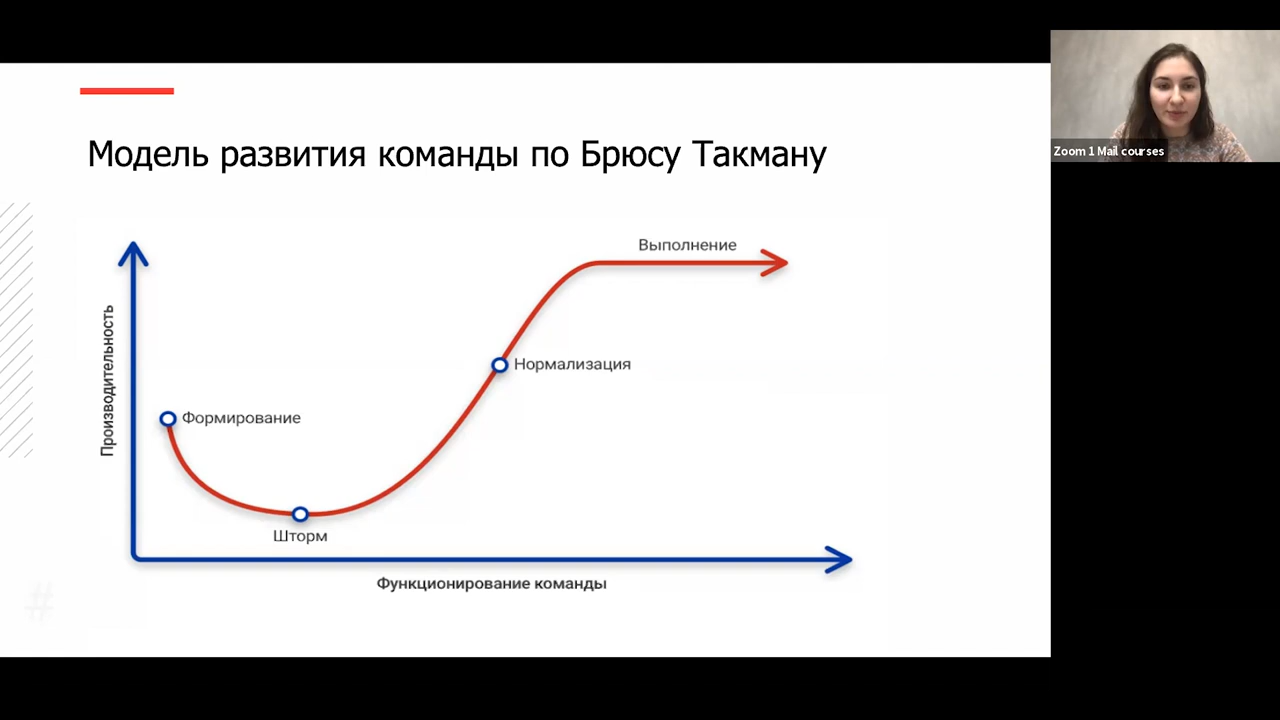 Модель развития команды по Брюсу Такману
Zoom 1 Mail courses
Выполнение
Производительность
Нормализация
Формирование
Шторм
Функционирование команды
#